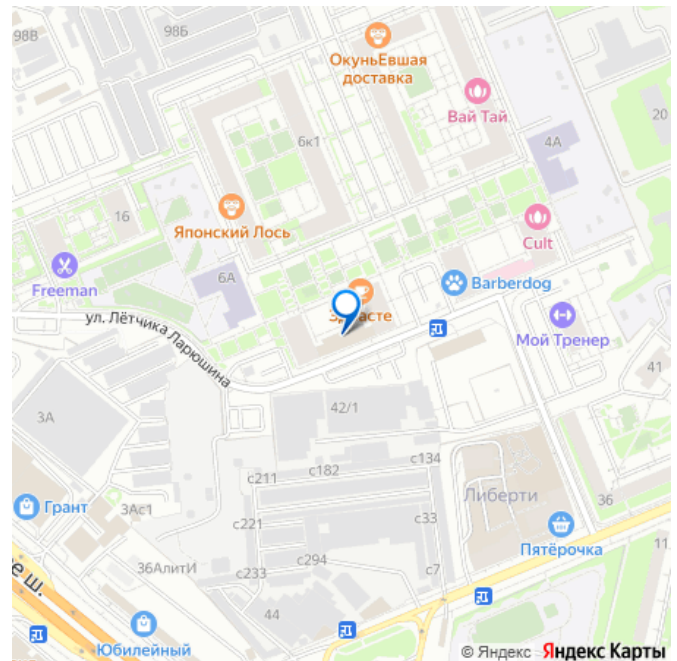 98В
98Б
ОкуньЕвшая
доставка
Вай Тай
20
6к1
4А
16
Японский Лось
Cult
Freeman
6А
Barberdog
ул. Лётчика Ларюшина
Мой Тренер
41
3А
42/1
с134
с182
с211
Либерти
Грант
3Ас1
с221
с33
36
Пятёрочка
с294
11
36АлитИ
с233
с7
е ш.
44
Юбилейный
© Яндекс Яндекс Карты